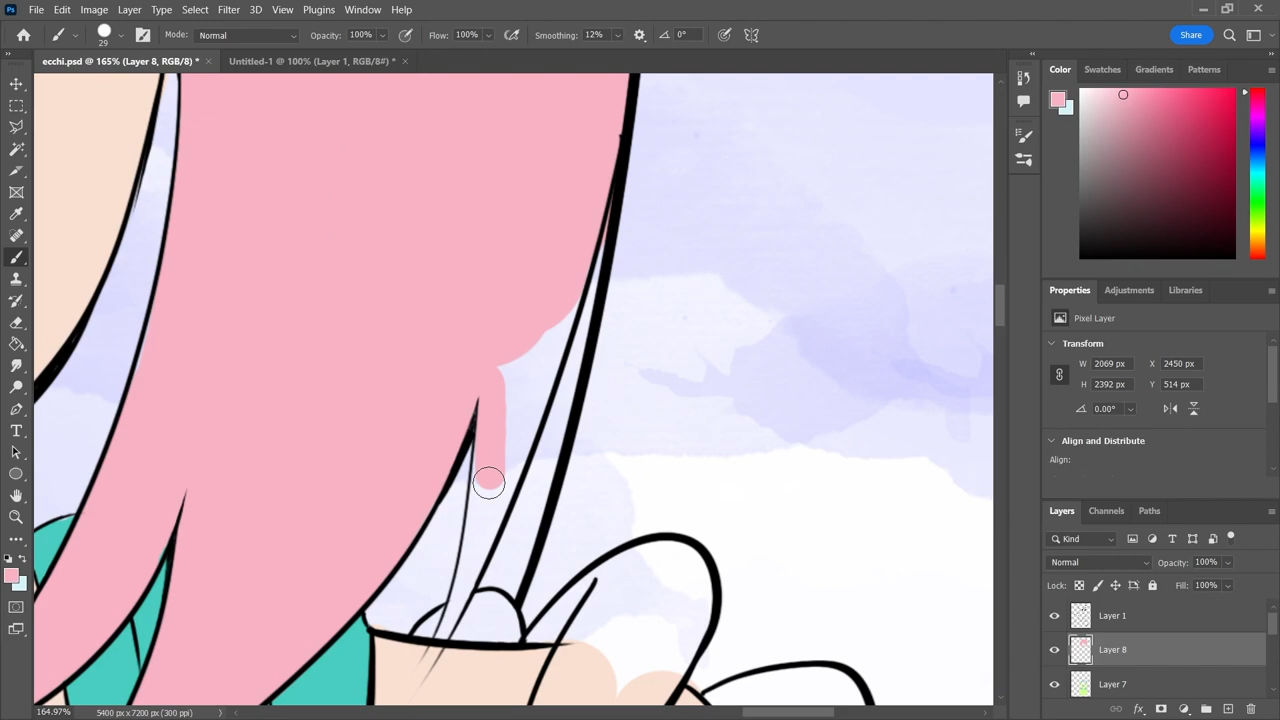 Ps File Edit Image Layer Type Select Filter 3D View Plugins Window Help
29 Mode: Normal Opacity: 100% Flow: 100% Smoothing: 12% 0° Share
ecchi.psd @ 165% (Layer 8, RGB/8) * × Untitled-1 @ 100% (Layer 1, RGB/8#) * ×
Color Swatches Gradients Patterns
Properties Adjustments Libraries
Pixel Layer
Transform
W 2069 px X 2450 px
H 2392 px Y 514 px
0.00°
Align and Distribute
Align:
Layers Channels Paths
Kind
Normal Opacity: 100%
Lock: Fill: 100%
Layer 1
Layer 8
Layer 7
164.97% 5400 px x 7200 px (300 ppi)